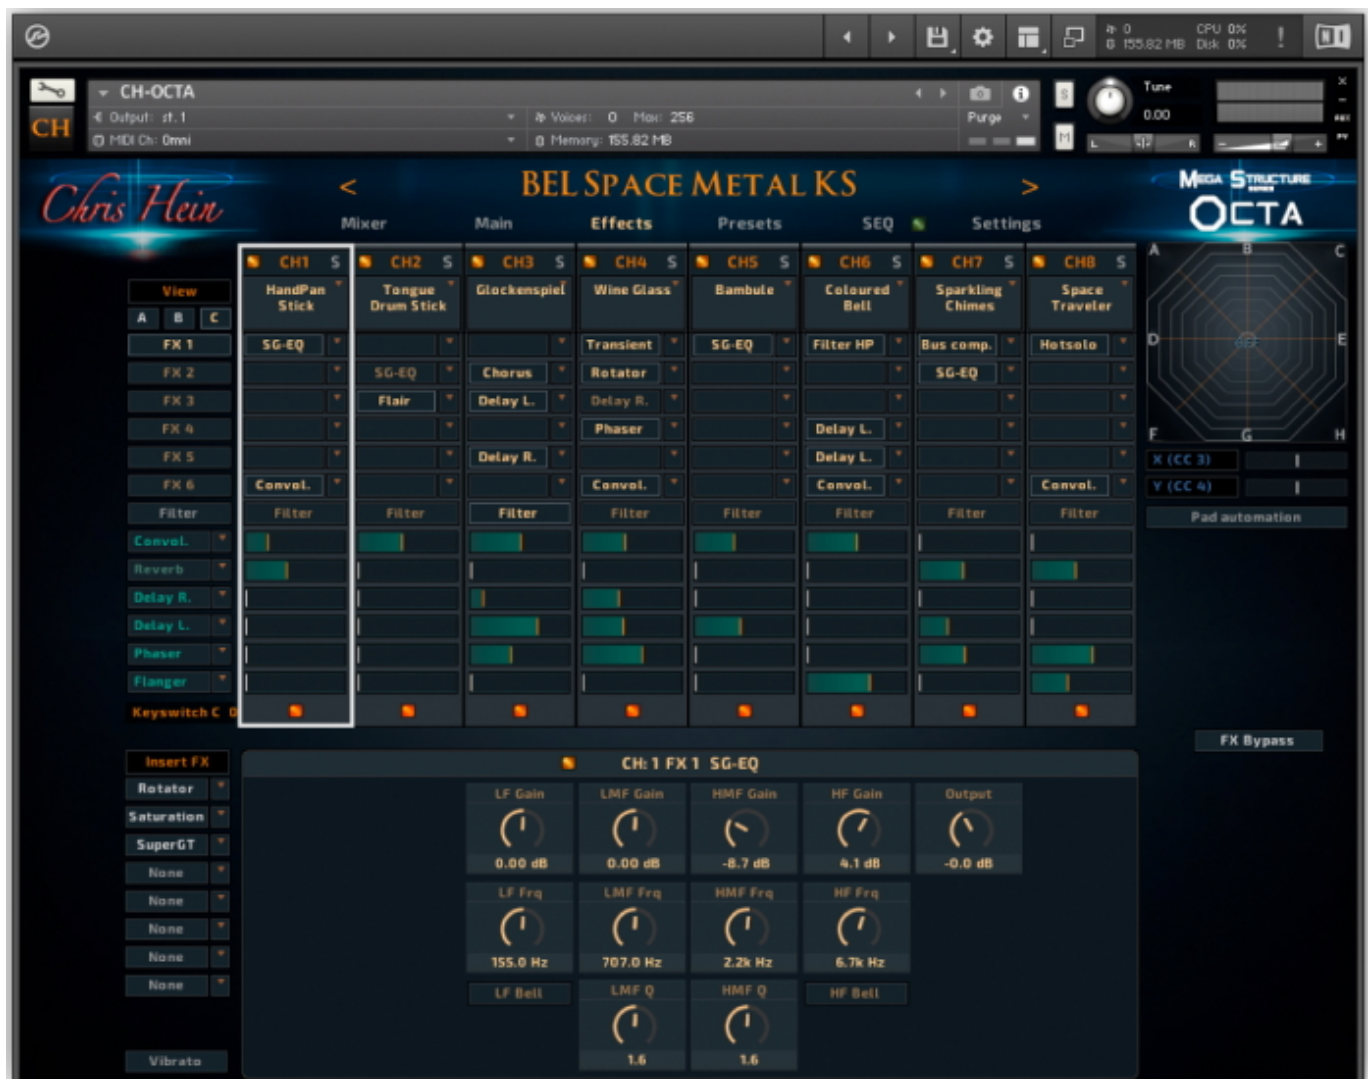 0 CPU 0%
155.82 MB Disk 0%
CH-OCTA
Output: st.1 Voices: 0 Max: 256 Purge
MIDI Ch: Omni Memory: 155.82 MB
CH
S
M
Tune
0.00
L R - +
Chris Hein
< BEL SPACE METAL KS >
MEGA STRUCTURE
SERIES
OCTA
Mixer Main Effects Presets SEQ Settings
CH1 S CH2 S CH3 S CH4 S CH5 S CH6 S CH7 S CH8 S
View
A B C
HandPan Stick
Tongue Drum Stick
Glockenspiel
Wine Glass
Bambule
Coloured Bell
Sparkling Chimes
Space Traveler
FX 1 SG-EQ Transient SG-EQ Filter HP Bus comp. Hotsolo
FX 2 SG-EQ Chorus Rotator SG-EQ
FX 3 Flair Delay L. Delay R.
FX 4 Phaser Delay L.
FX 5 Delay R. Delay L.
FX 6 Convol. Convol. Convol. Convol.
Filter Filter Filter Filter Filter Filter Filter Filter Filter
Convol.
Reverb
Delay R.
Delay L.
Phaser
Flanger
Keyswitch C 0
A B C
D E
F G H
X (CC 3)
Y (CC 4)
Pad automation
FX Bypass
Insert FX
Rotator
Saturation
SuperGT
None
None
None
None
None
Vibrato
CH: 1 FX 1 SG-EQ
LF Gain LMF Gain HMF Gain HF Gain Output
0.00 dB 0.00 dB -8.7 dB 4.1 dB -0.0 dB
LF Frq LMF Frq HMF Frq HF Frq
155.0 Hz 707.0 Hz 2.2k Hz 6.7k Hz
LF Bell LMF Q HMF Q HF Bell
1.6 1.6